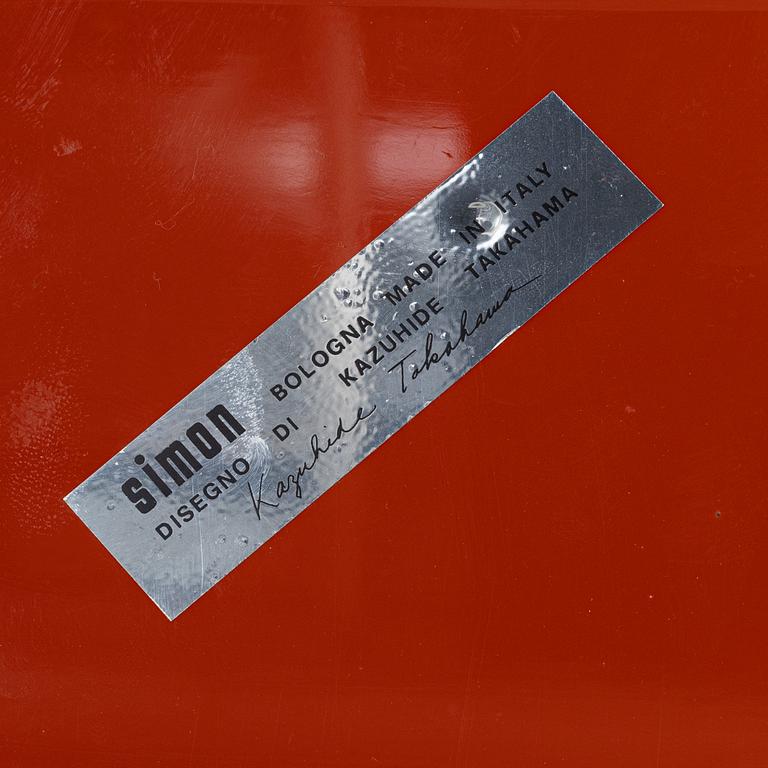 simon BOLOGNA MADE IN ITALY
DISEGNO DI KAZUHIDE TAKAHAMA
Kazuhide Takahama